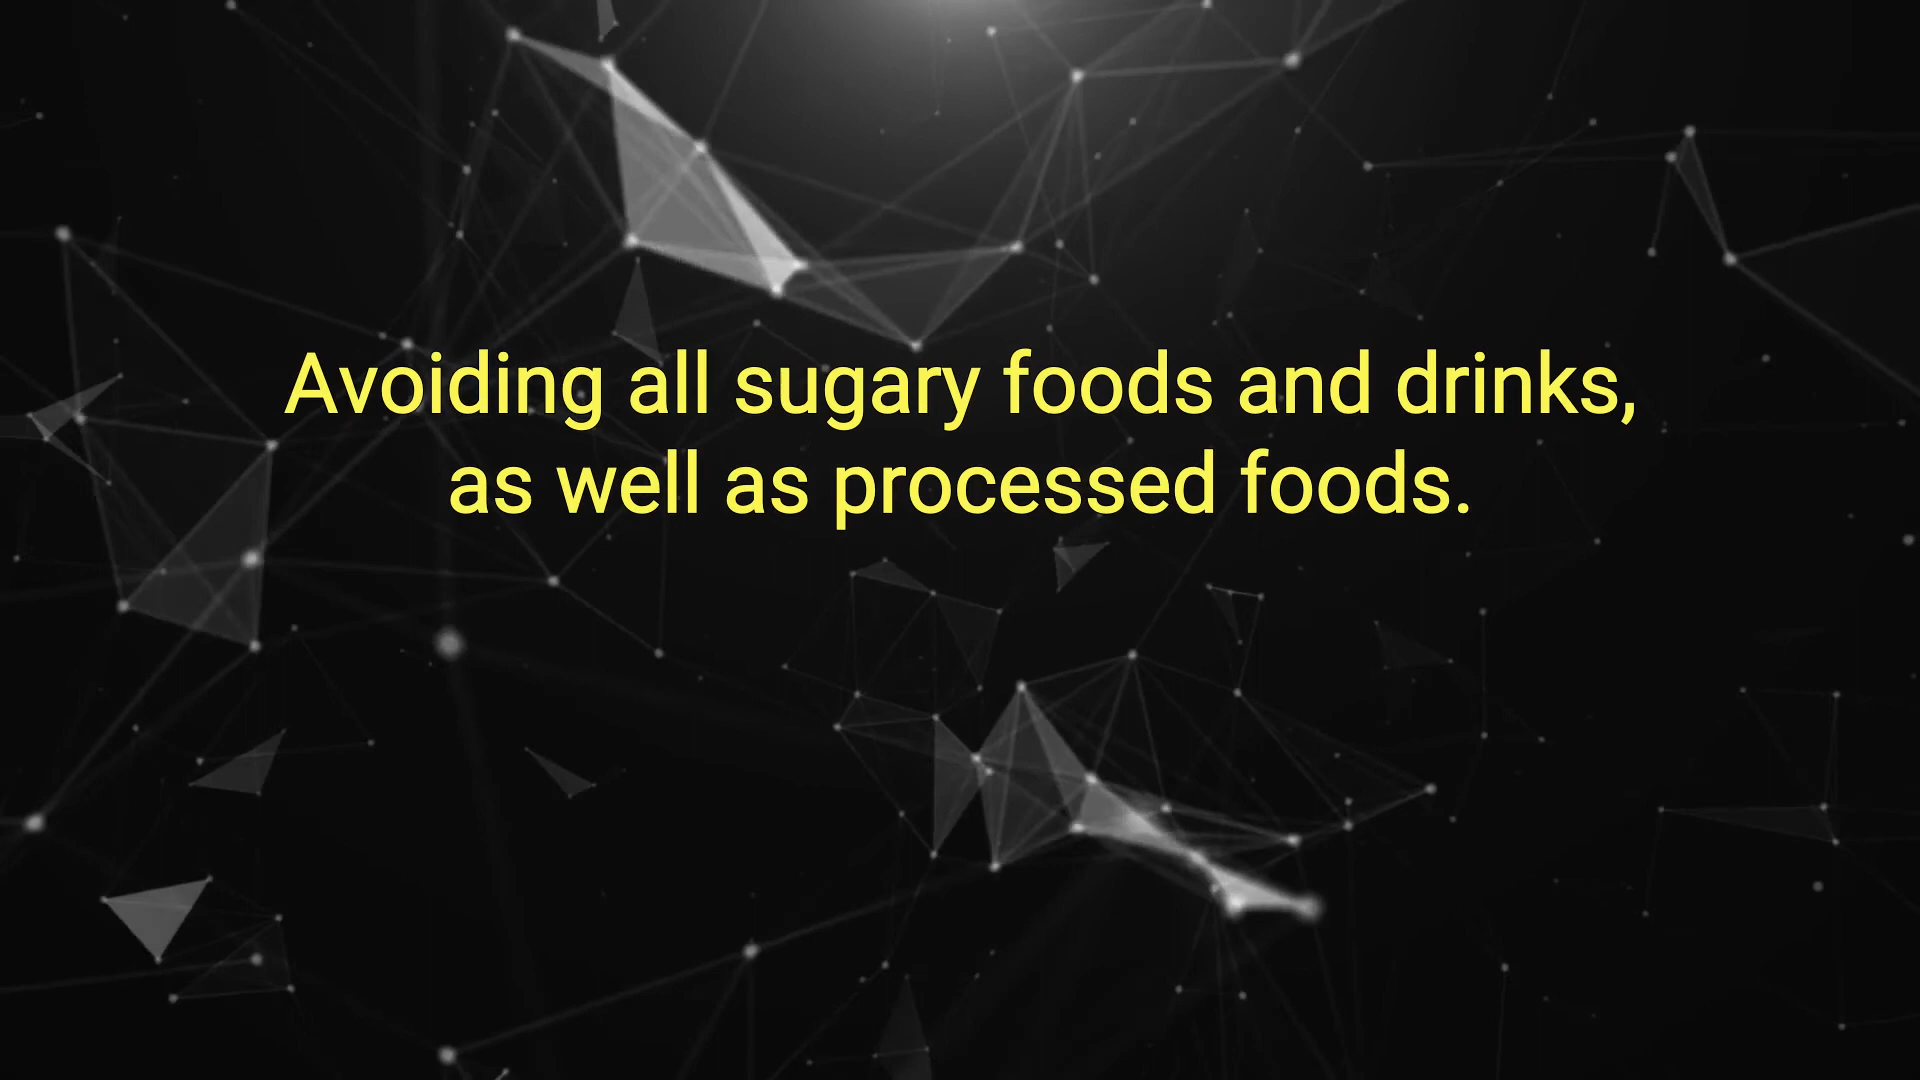 Avoiding all sugary foods and drinks,
as well as processed foods.